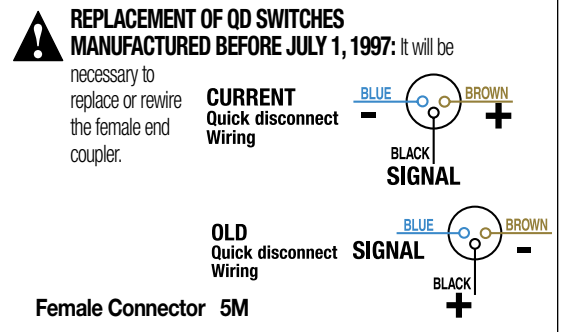 REPLACEMENT OF QD SWITCHES
MANUFACTURED BEFORE JULY 1, 1997: It will be
necessary to
replace or rewire
the female end
coupler.
CURRENT
Quick disconnect
Wiring
BLUE
BROWN
-
+
BLACK
SIGNAL
OLD
Quick disconnect
Wiring
BLUE
BROWN
SIGNAL
-
BLACK
+
Female Connector 5M